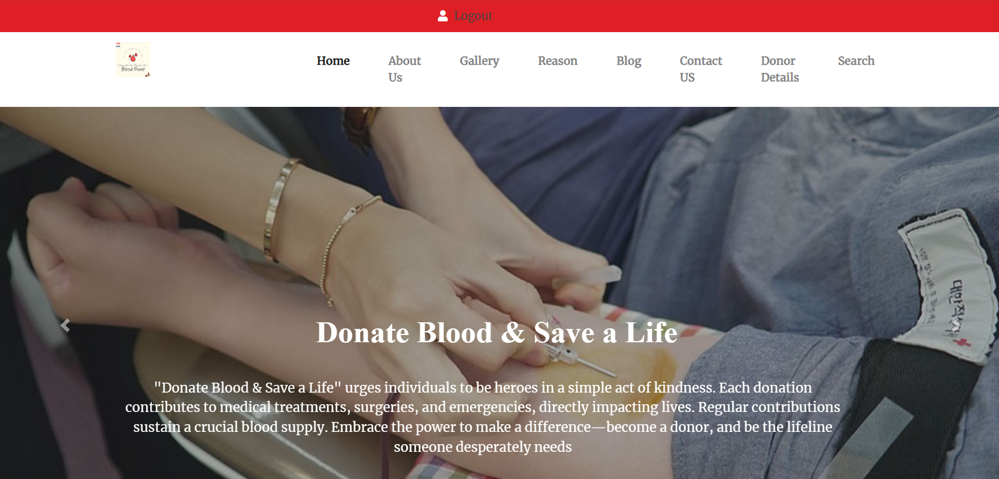 Logout
Blood Point
Home
About
Us
Gallery
Reason
Blog
Contact
US
Donor
Details
Search
Donate Blood & Save a Life
"Donate Blood & Save a Life" urges individuals to be heroes in a simple act of kindness. Each donation
contributes to medical treatments, surgeries, and emergencies, directly impacting lives. Regular contributions
sustain a crucial blood supply. Embrace the power to make a difference—become a donor, and be the lifeline
someone desperately needs